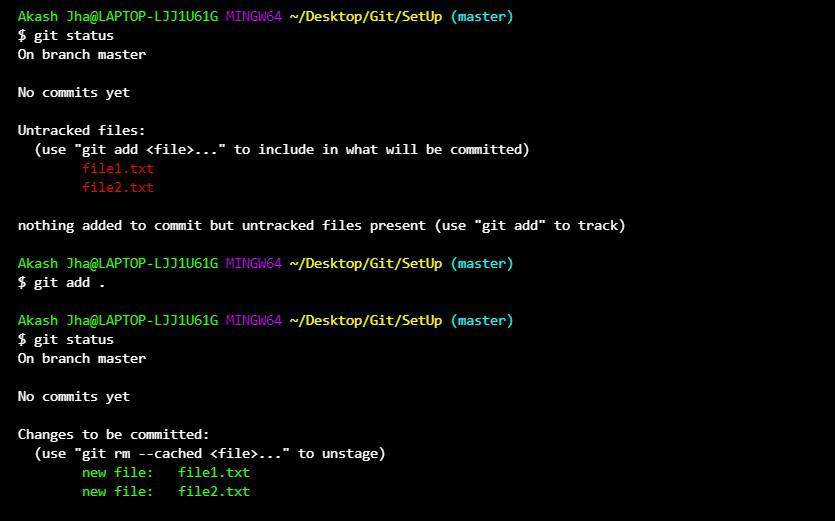 Akash Jha@LAPTOP-LJJ1U61G MINGW64 ~/Desktop/Git/SetUp (master)
$ git status
On branch master
No commits yet
Untracked files:
  (use "git add <file>..." to include in what will be committed)
        file1.txt
        file2.txt
nothing added to commit but untracked files present (use "git add" to track)
Akash Jha@LAPTOP-LJJ1U61G MINGW64 ~/Desktop/Git/SetUp (master)
$ git add .
Akash Jha@LAPTOP-LJJ1U61G MINGW64 ~/Desktop/Git/SetUp (master)
$ git status
On branch master
No commits yet
Changes to be committed:
  (use "git rm --cached <file>..." to unstage)
        new file:   file1.txt
        new file:   file2.txt